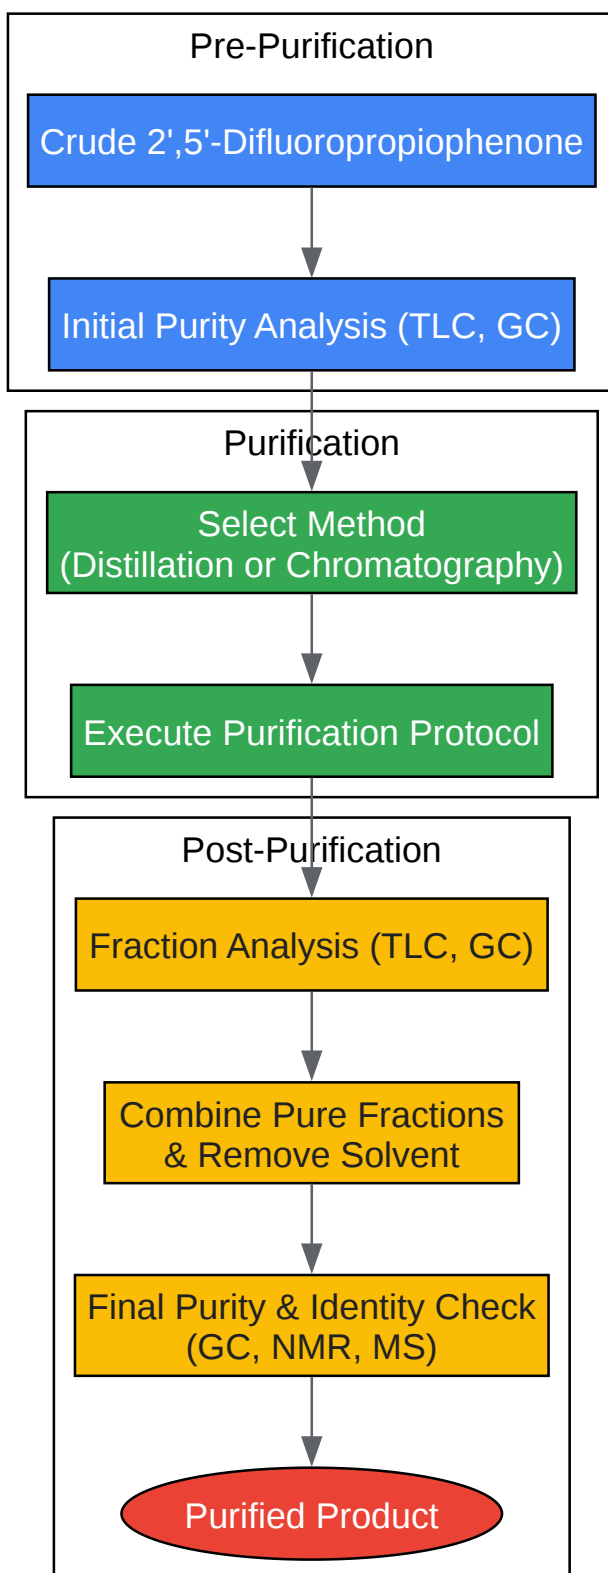 Pre-Purification
Crude 2',5'-Difluoropropiophenone
Initial Purity Analysis (TLC, GC)
Purification
Select Method
(Distillation or Chromatography)
Execute Purification Protocol
Post-Purification
Fraction Analysis (TLC, GC)
Combine Pure Fractions
& Remove Solvent
Final Purity & Identity Check
(GC, NMR, MS)
Purified Product